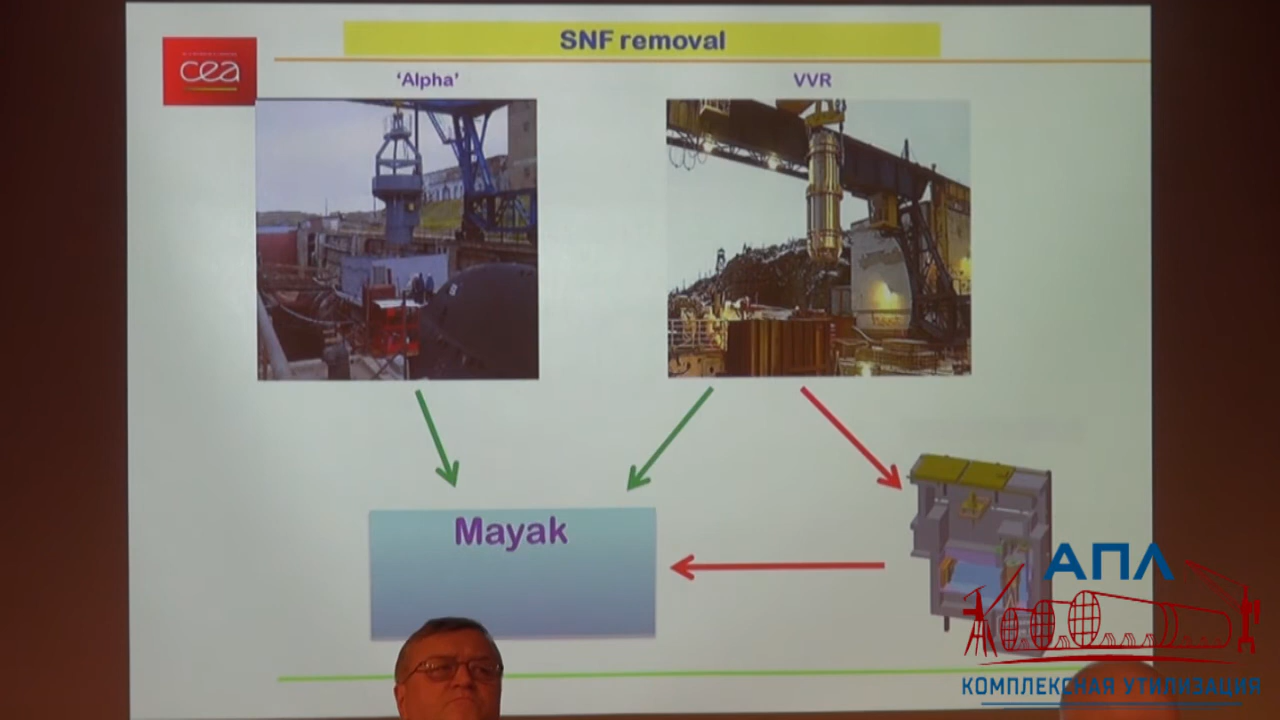 SNF removal
cea
‘Alpha’
VVR
Mayak
АПЛ
КОМПЛЕКСНАЯ УТИЛИЗАЦИЯ